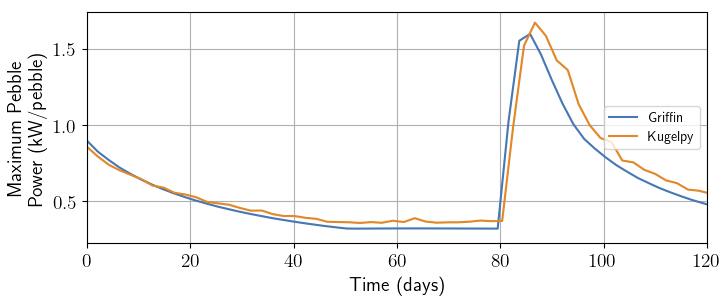 Maximum Pebble
Power (kW/pebble)
1.5
1.0
0.5
Griffin
Kugelpy
0 20 40 60 80 100 120
Time (days)